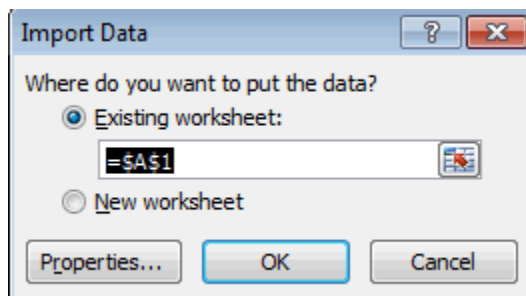 Import Data
Where do you want to put the data?
Existing worksheet:
=$A$1
New worksheet
Properties... OK Cancel